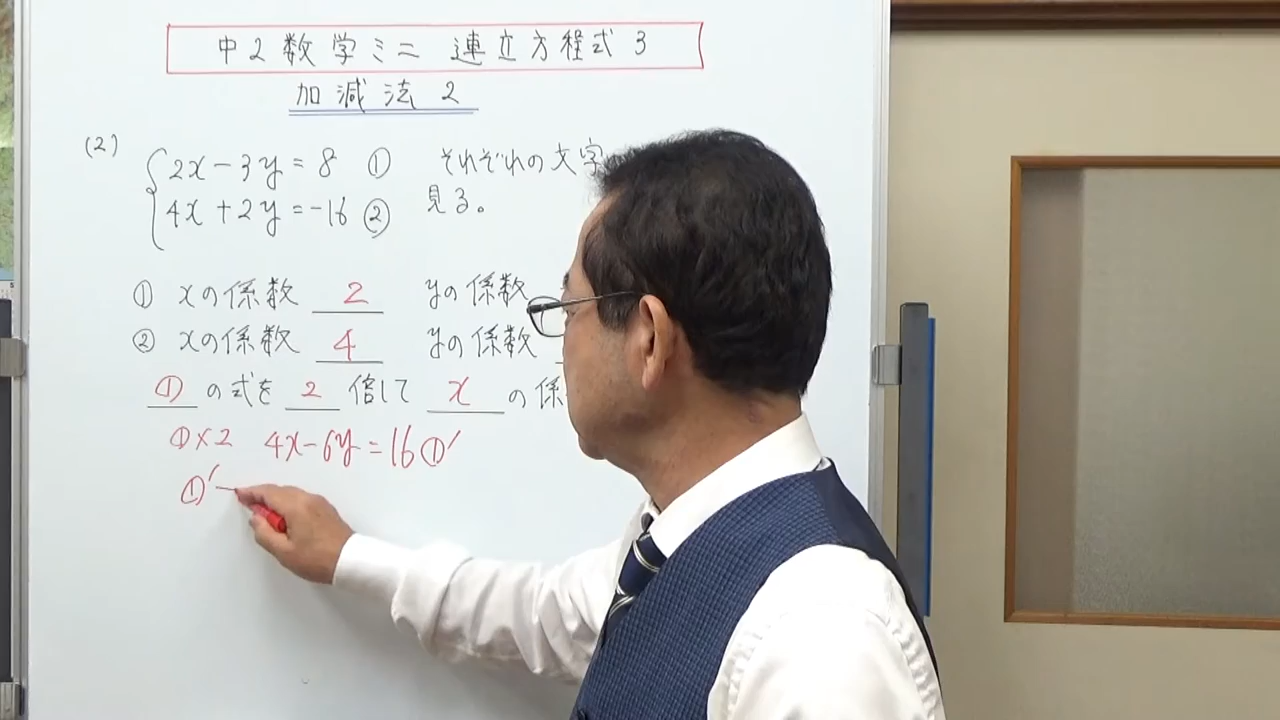 中2数学ミニ 連立方程式3
加減法2
(2)
2x-3y=8 ① それぞれの文字
4x+2y=-16 ② 見る。
① xの係数 2 yの係数
② xの係数 4 yの係数
①の式を 2 倍して x の係
①×2 4x-6y=16①′
①′-